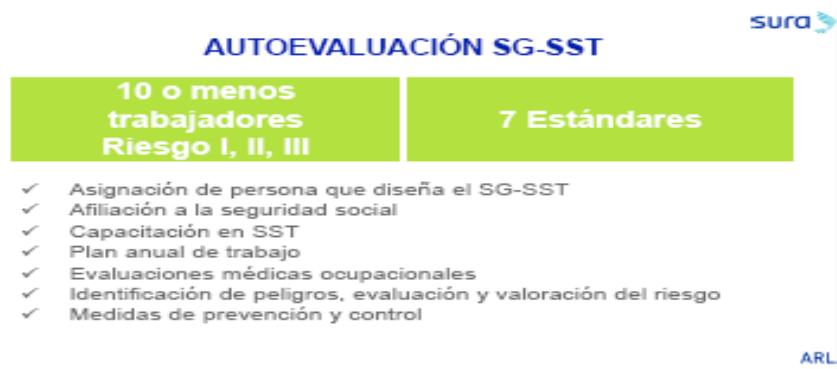 sura
AUTOEVALUACIÓN SG-SST
10 o menos
trabajadores
Riesgo I, II, III
7 Estándares
✓ Asignación de persona que diseña el SG-SST
✓ Afiliación a la seguridad social
✓ Capacitación en SST
✓ Plan anual de trabajo
✓ Evaluaciones médicas ocupacionales
✓ Identificación de peligros, evaluación y valoración del riesgo
✓ Medidas de prevención y control
ARL